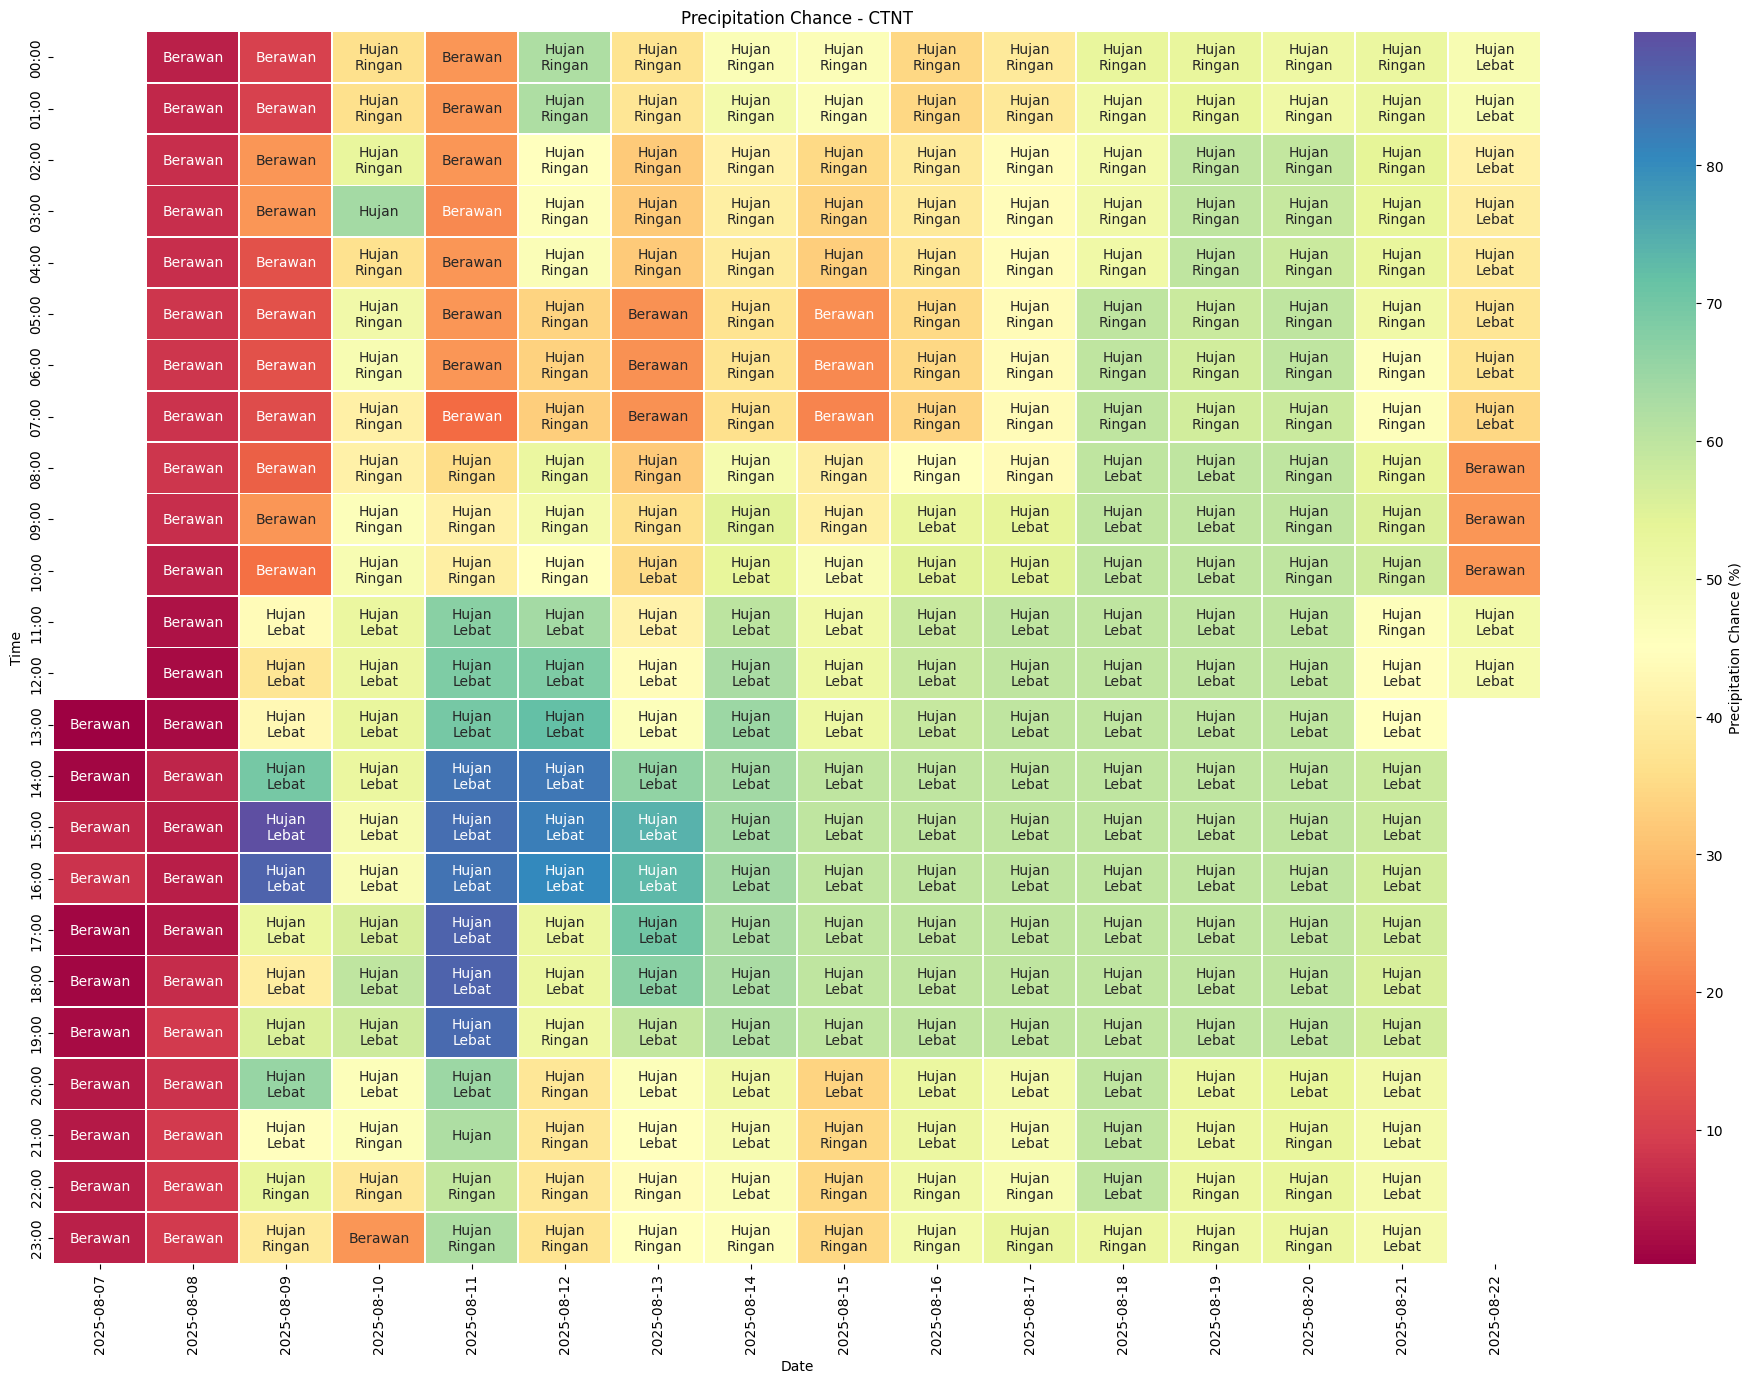 Precipitation Chance - CTNT
00:00 Berawan Berawan Hujan Ringan Berawan Hujan Ringan Hujan Ringan Hujan Ringan Hujan Ringan Hujan Ringan Hujan Ringan Hujan Ringan Hujan Ringan Hujan Ringan Hujan Ringan Hujan Lebat
01:00 Berawan Berawan Hujan Ringan Berawan Hujan Ringan Hujan Ringan Hujan Ringan Hujan Ringan Hujan Ringan Hujan Ringan Hujan Ringan Hujan Ringan Hujan Ringan Hujan Ringan Hujan Lebat
02:00 Berawan Berawan Hujan Ringan Berawan Hujan Ringan Hujan Ringan Hujan Ringan Hujan Ringan Hujan Ringan Hujan Ringan Hujan Ringan Hujan Ringan Hujan Ringan Hujan Ringan Hujan Lebat
03:00 Berawan Berawan Hujan Berawan Hujan Ringan Hujan Ringan Hujan Ringan Hujan Ringan Hujan Ringan Hujan Ringan Hujan Ringan Hujan Ringan Hujan Ringan Hujan Ringan Hujan Lebat
04:00 Berawan Berawan Hujan Ringan Berawan Hujan Ringan Hujan Ringan Hujan Ringan Hujan Ringan Hujan Ringan Hujan Ringan Hujan Ringan Hujan Ringan Hujan Ringan Hujan Ringan Hujan Lebat
05:00 Berawan Berawan Hujan Ringan Berawan Hujan Ringan Berawan Hujan Ringan Berawan Hujan Ringan Hujan Ringan Hujan Ringan Hujan Ringan Hujan Ringan Hujan Ringan Hujan Lebat
06:00 Berawan Berawan Hujan Ringan Berawan Hujan Ringan Berawan Hujan Ringan Berawan Hujan Ringan Hujan Ringan Hujan Ringan Hujan Ringan Hujan Ringan Hujan Ringan Hujan Lebat
07:00 Berawan Berawan Hujan Ringan Berawan Hujan Ringan Berawan Hujan Ringan Berawan Hujan Ringan Hujan Ringan Hujan Ringan Hujan Ringan Hujan Ringan Hujan Ringan Hujan Lebat
08:00 Berawan Berawan Hujan Ringan Hujan Ringan Hujan Ringan Hujan Ringan Hujan Ringan Hujan Ringan Hujan Ringan Hujan Ringan Hujan Lebat Hujan Lebat Hujan Ringan Hujan Ringan Berawan
09:00 Berawan Berawan Hujan Ringan Hujan Ringan Hujan Ringan Hujan Ringan Hujan Ringan Hujan Ringan Hujan Lebat Hujan Lebat Hujan Lebat Hujan Lebat Hujan Ringan Hujan Ringan Berawan
10:00 Berawan Berawan Hujan Ringan Hujan Ringan Hujan Ringan Hujan Lebat Hujan Lebat Hujan Lebat Hujan Lebat Hujan Lebat Hujan Lebat Hujan Lebat Hujan Ringan Hujan Ringan Berawan
11:00 Berawan Hujan Lebat Hujan Lebat Hujan Lebat Hujan Lebat Hujan Lebat Hujan Lebat Hujan Lebat Hujan Lebat Hujan Lebat Hujan Lebat Hujan Lebat Hujan Lebat Hujan Ringan Hujan Lebat
12:00 Berawan Hujan Lebat Hujan Lebat Hujan Lebat Hujan Lebat Hujan Lebat Hujan Lebat Hujan Lebat Hujan Lebat Hujan Lebat Hujan Lebat Hujan Lebat Hujan Lebat Hujan Lebat Hujan Lebat
13:00 Berawan Berawan Hujan Lebat Hujan Lebat Hujan Lebat Hujan Lebat Hujan Lebat Hujan Lebat Hujan Lebat Hujan Lebat Hujan Lebat Hujan Lebat Hujan Lebat Hujan Lebat Hujan Lebat
14:00 Berawan Berawan Hujan Lebat Hujan Lebat Hujan Lebat Hujan Lebat Hujan Lebat Hujan Lebat Hujan Lebat Hujan Lebat Hujan Lebat Hujan Lebat Hujan Lebat Hujan Lebat Hujan Lebat
15:00 Berawan Berawan Hujan Lebat Hujan Lebat Hujan Lebat Hujan Lebat Hujan Lebat Hujan Lebat Hujan Lebat Hujan Lebat Hujan Lebat Hujan Lebat Hujan Lebat Hujan Lebat Hujan Lebat
16:00 Berawan Berawan Hujan Lebat Hujan Lebat Hujan Lebat Hujan Lebat Hujan Lebat Hujan Lebat Hujan Lebat Hujan Lebat Hujan Lebat Hujan Lebat Hujan Lebat Hujan Lebat Hujan Lebat
17:00 Berawan Berawan Hujan Lebat Hujan Lebat Hujan Lebat Hujan Lebat Hujan Lebat Hujan Lebat Hujan Lebat Hujan Lebat Hujan Lebat Hujan Lebat Hujan Lebat Hujan Lebat Hujan Lebat
18:00 Berawan Berawan Hujan Lebat Hujan Lebat Hujan Lebat Hujan Lebat Hujan Lebat Hujan Lebat Hujan Lebat Hujan Lebat Hujan Lebat Hujan Lebat Hujan Lebat Hujan Lebat Hujan Lebat
19:00 Berawan Berawan Hujan Lebat Hujan Lebat Hujan Lebat Hujan Ringan Hujan Lebat Hujan Lebat Hujan Lebat Hujan Lebat Hujan Lebat Hujan Lebat Hujan Lebat Hujan Lebat Hujan Lebat
20:00 Berawan Berawan Hujan Lebat Hujan Lebat Hujan Lebat Hujan Ringan Hujan Lebat Hujan Lebat Hujan Lebat Hujan Lebat Hujan Lebat Hujan Lebat Hujan Lebat Hujan Lebat Hujan Lebat
21:00 Berawan Berawan Hujan Lebat Hujan Ringan Hujan Hujan Ringan Hujan Lebat Hujan Lebat Hujan Ringan Hujan Lebat Hujan Lebat Hujan Lebat Hujan Lebat Hujan Ringan Hujan Lebat
22:00 Berawan Berawan Hujan Ringan Hujan Ringan Hujan Ringan Hujan Ringan Hujan Ringan Hujan Lebat Hujan Ringan Hujan Ringan Hujan Ringan Hujan Lebat Hujan Ringan Hujan Ringan Hujan Lebat
23:00 Berawan Berawan Hujan Ringan Berawan Hujan Ringan Hujan Ringan Hujan Ringan Hujan Ringan Hujan Ringan Hujan Ringan Hujan Ringan Hujan Ringan Hujan Ringan Hujan Ringan Hujan Lebat
Time
2025-08-07 2025-08-08 2025-08-09 2025-08-10 2025-08-11 2025-08-12 2025-08-13 2025-08-14 2025-08-15 2025-08-16 2025-08-17 2025-08-18 2025-08-19 2025-08-20 2025-08-21 2025-08-22
Date
80
70
60
50
40
30
20
10
Precipitation Chance (%)